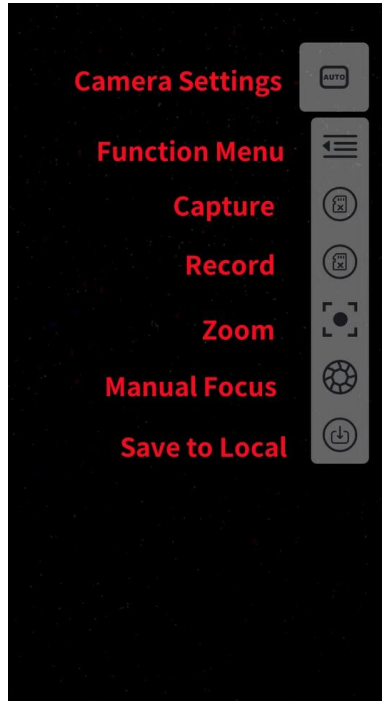 Camera Settings
AUTO
Function Menu
Capture
Record
Zoom
Manual Focus
Save to Local